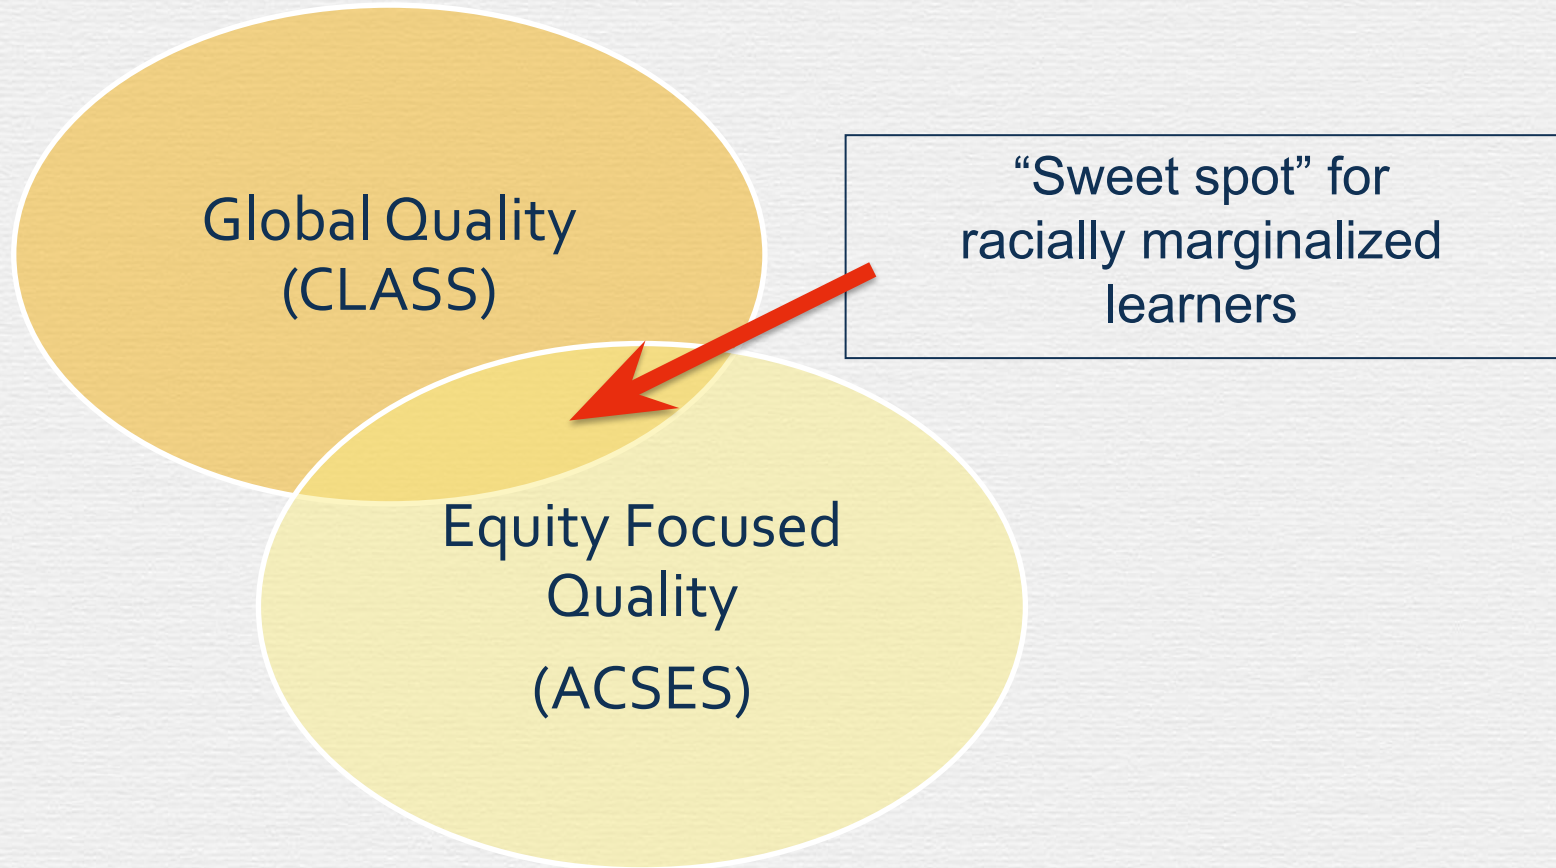 Global Quality
(CLASS)
“Sweet spot” for
racially marginalized
learners
Equity Focused
Quality
(ACSES)